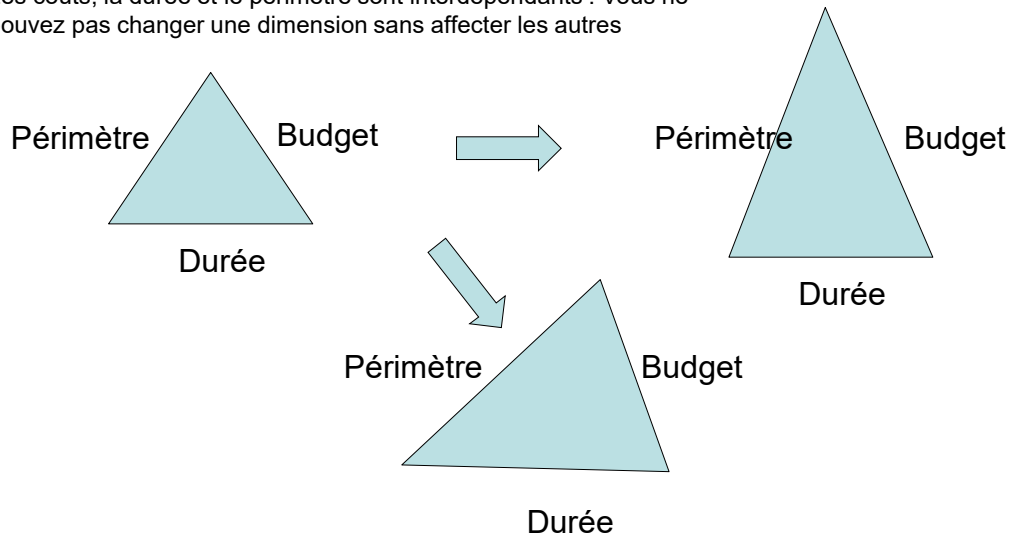 es coûts, la durée et le périmètre sont interdépendants : vous ne
ouvez pas changer une dimension sans affecter les autres
Périmètre
Budget
Durée
Périmètre
Budget
Durée
Périmètre
Budget
Durée